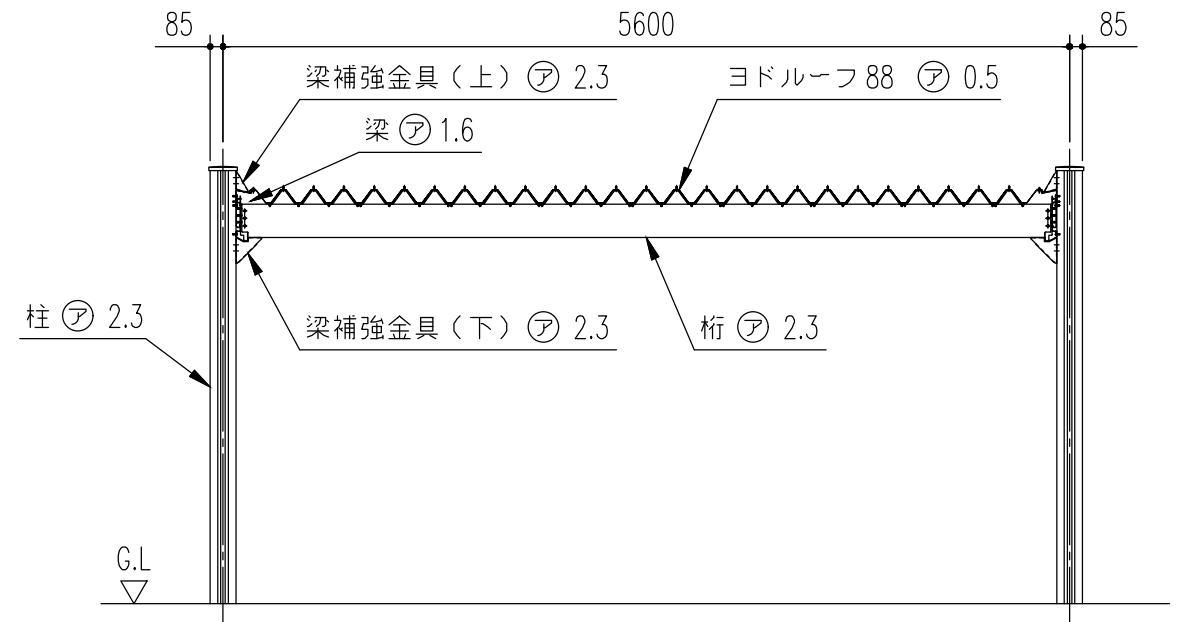 85 5600 85
梁補強金具（上）㋐ 2.3
ヨドルーフ88 ㋐ 0.5
梁 ㋐ 1.6
柱 ㋐ 2.3
梁補強金具（下）㋐ 2.3
桁 ㋐ 2.3
G.L